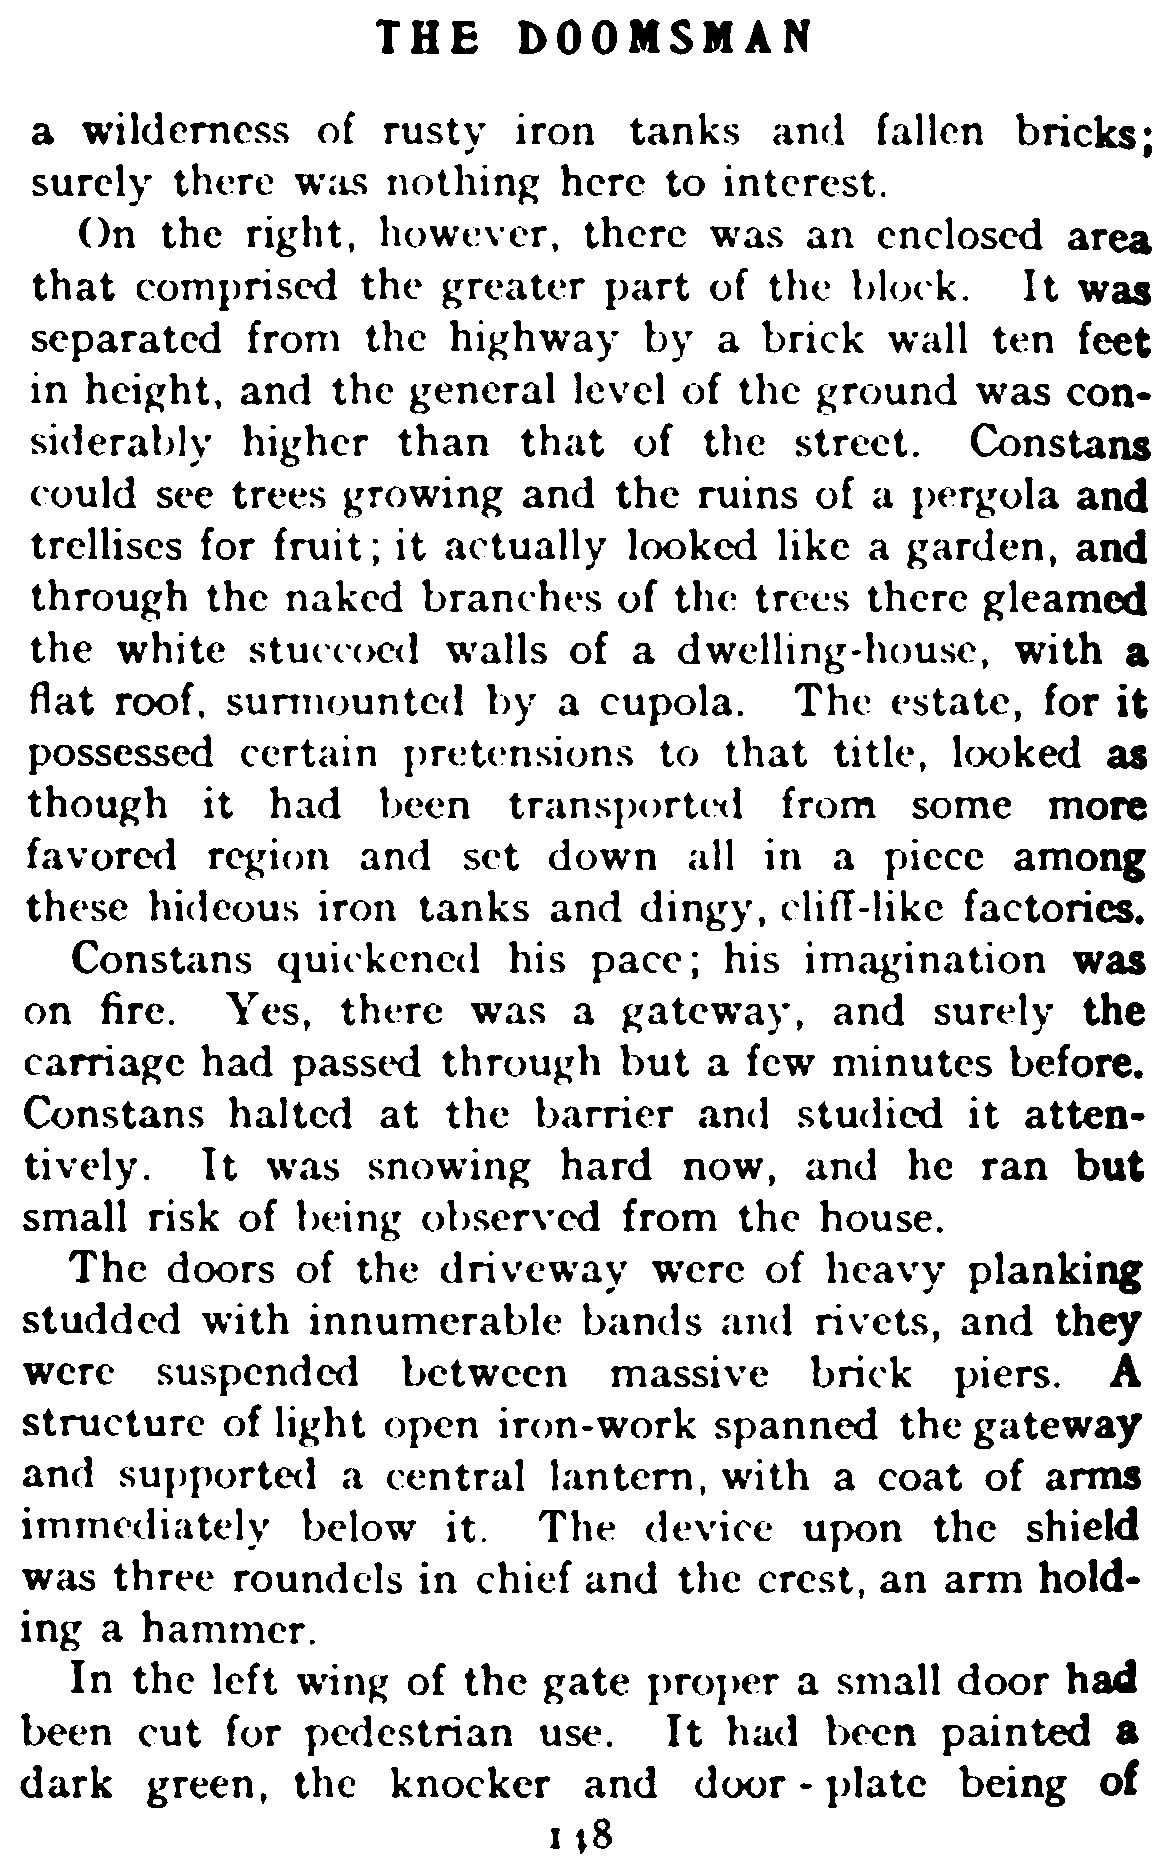 THE DOOMSMAN
a wilderness of rusty iron tanks and fallen bricks;
surely there was nothing here to interest.
On the right, however, there was an enclosed area
that comprised the greater part of the block. It was
separated from the highway by a brick wall ten feet
in height, and the general level of the ground was con-
siderably higher than that of the street. Constans
could see trees growing and the ruins of a pergola and
trellises for fruit; it actually looked like a garden, and
through the naked branches of the trees there gleamed
the white stuccoed walls of a dwelling-house, with a
flat roof, surmounted by a cupola. The estate, for it
possessed certain pretensions to that title, looked as
though it had been transported from some more
favored region and set down all in a piece among
these hideous iron tanks and dingy, cliff-like factories.
Constans quickened his pace; his imagination was
on fire. Yes, there was a gateway, and surely the
carriage had passed through but a few minutes before.
Constans halted at the barrier and studied it atten-
tively. It was snowing hard now, and he ran but
small risk of being observed from the house.
The doors of the driveway were of heavy planking
studded with innumerable bands and rivets, and they
were suspended between massive brick piers. A
structure of light open iron-work spanned the gateway
and supported a central lantern, with a coat of arms
immediately below it. The device upon the shield
was three roundels in chief and the crest, an arm hold-
ing a hammer.
In the left wing of the gate proper a small door had
been cut for pedestrian use. It had been painted a
dark green, the knocker and door-plate being of